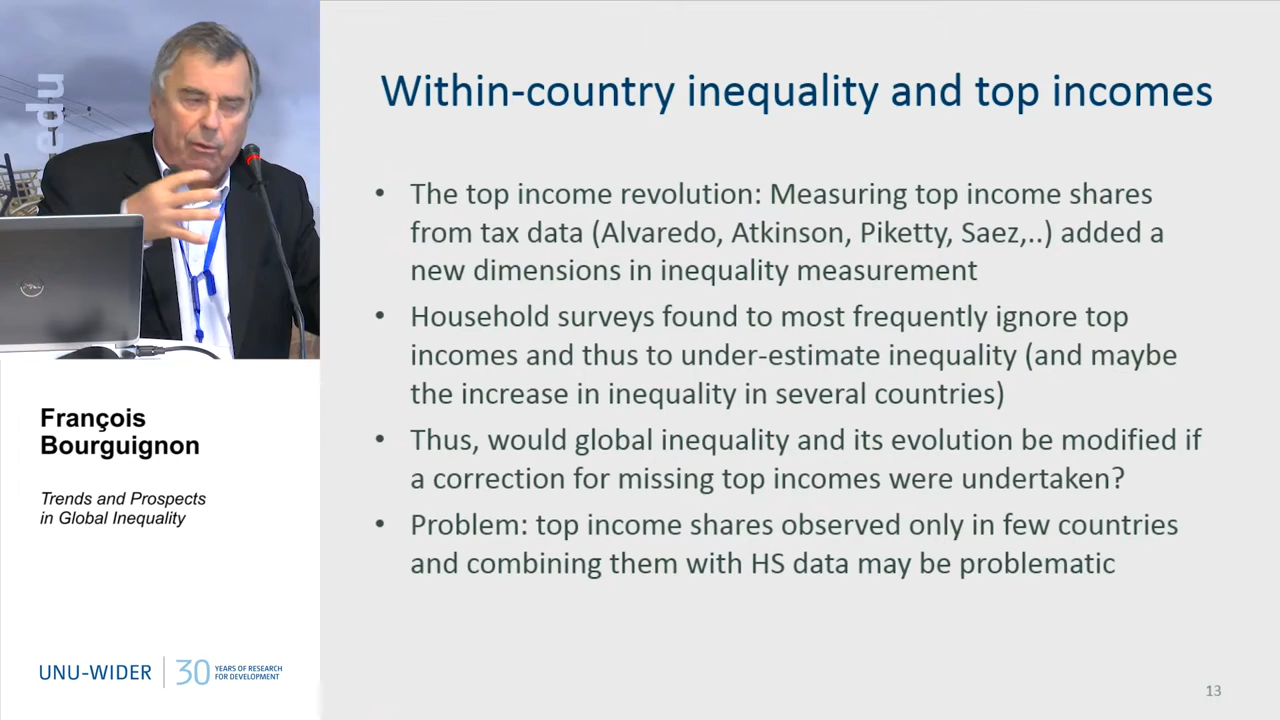 edu
Within-country inequality and top incomes
• The top income revolution: Measuring top income shares
from tax data (Alvaredo, Atkinson, Piketty, Saez,..) added a
new dimensions in inequality measurement
• Household surveys found to most frequently ignore top
incomes and thus to under-estimate inequality (and maybe
the increase in inequality in several countries)
• Thus, would global inequality and its evolution be modified if
a correction for missing top incomes were undertaken?
• Problem: top income shares observed only in few countries
and combining them with HS data may be problematic
François
Bourguignon
Trends and Prospects
in Global Inequality
UNU-WIDER
30 YEARS OF RESEARCH
FOR DEVELOPMENT
13
DELL